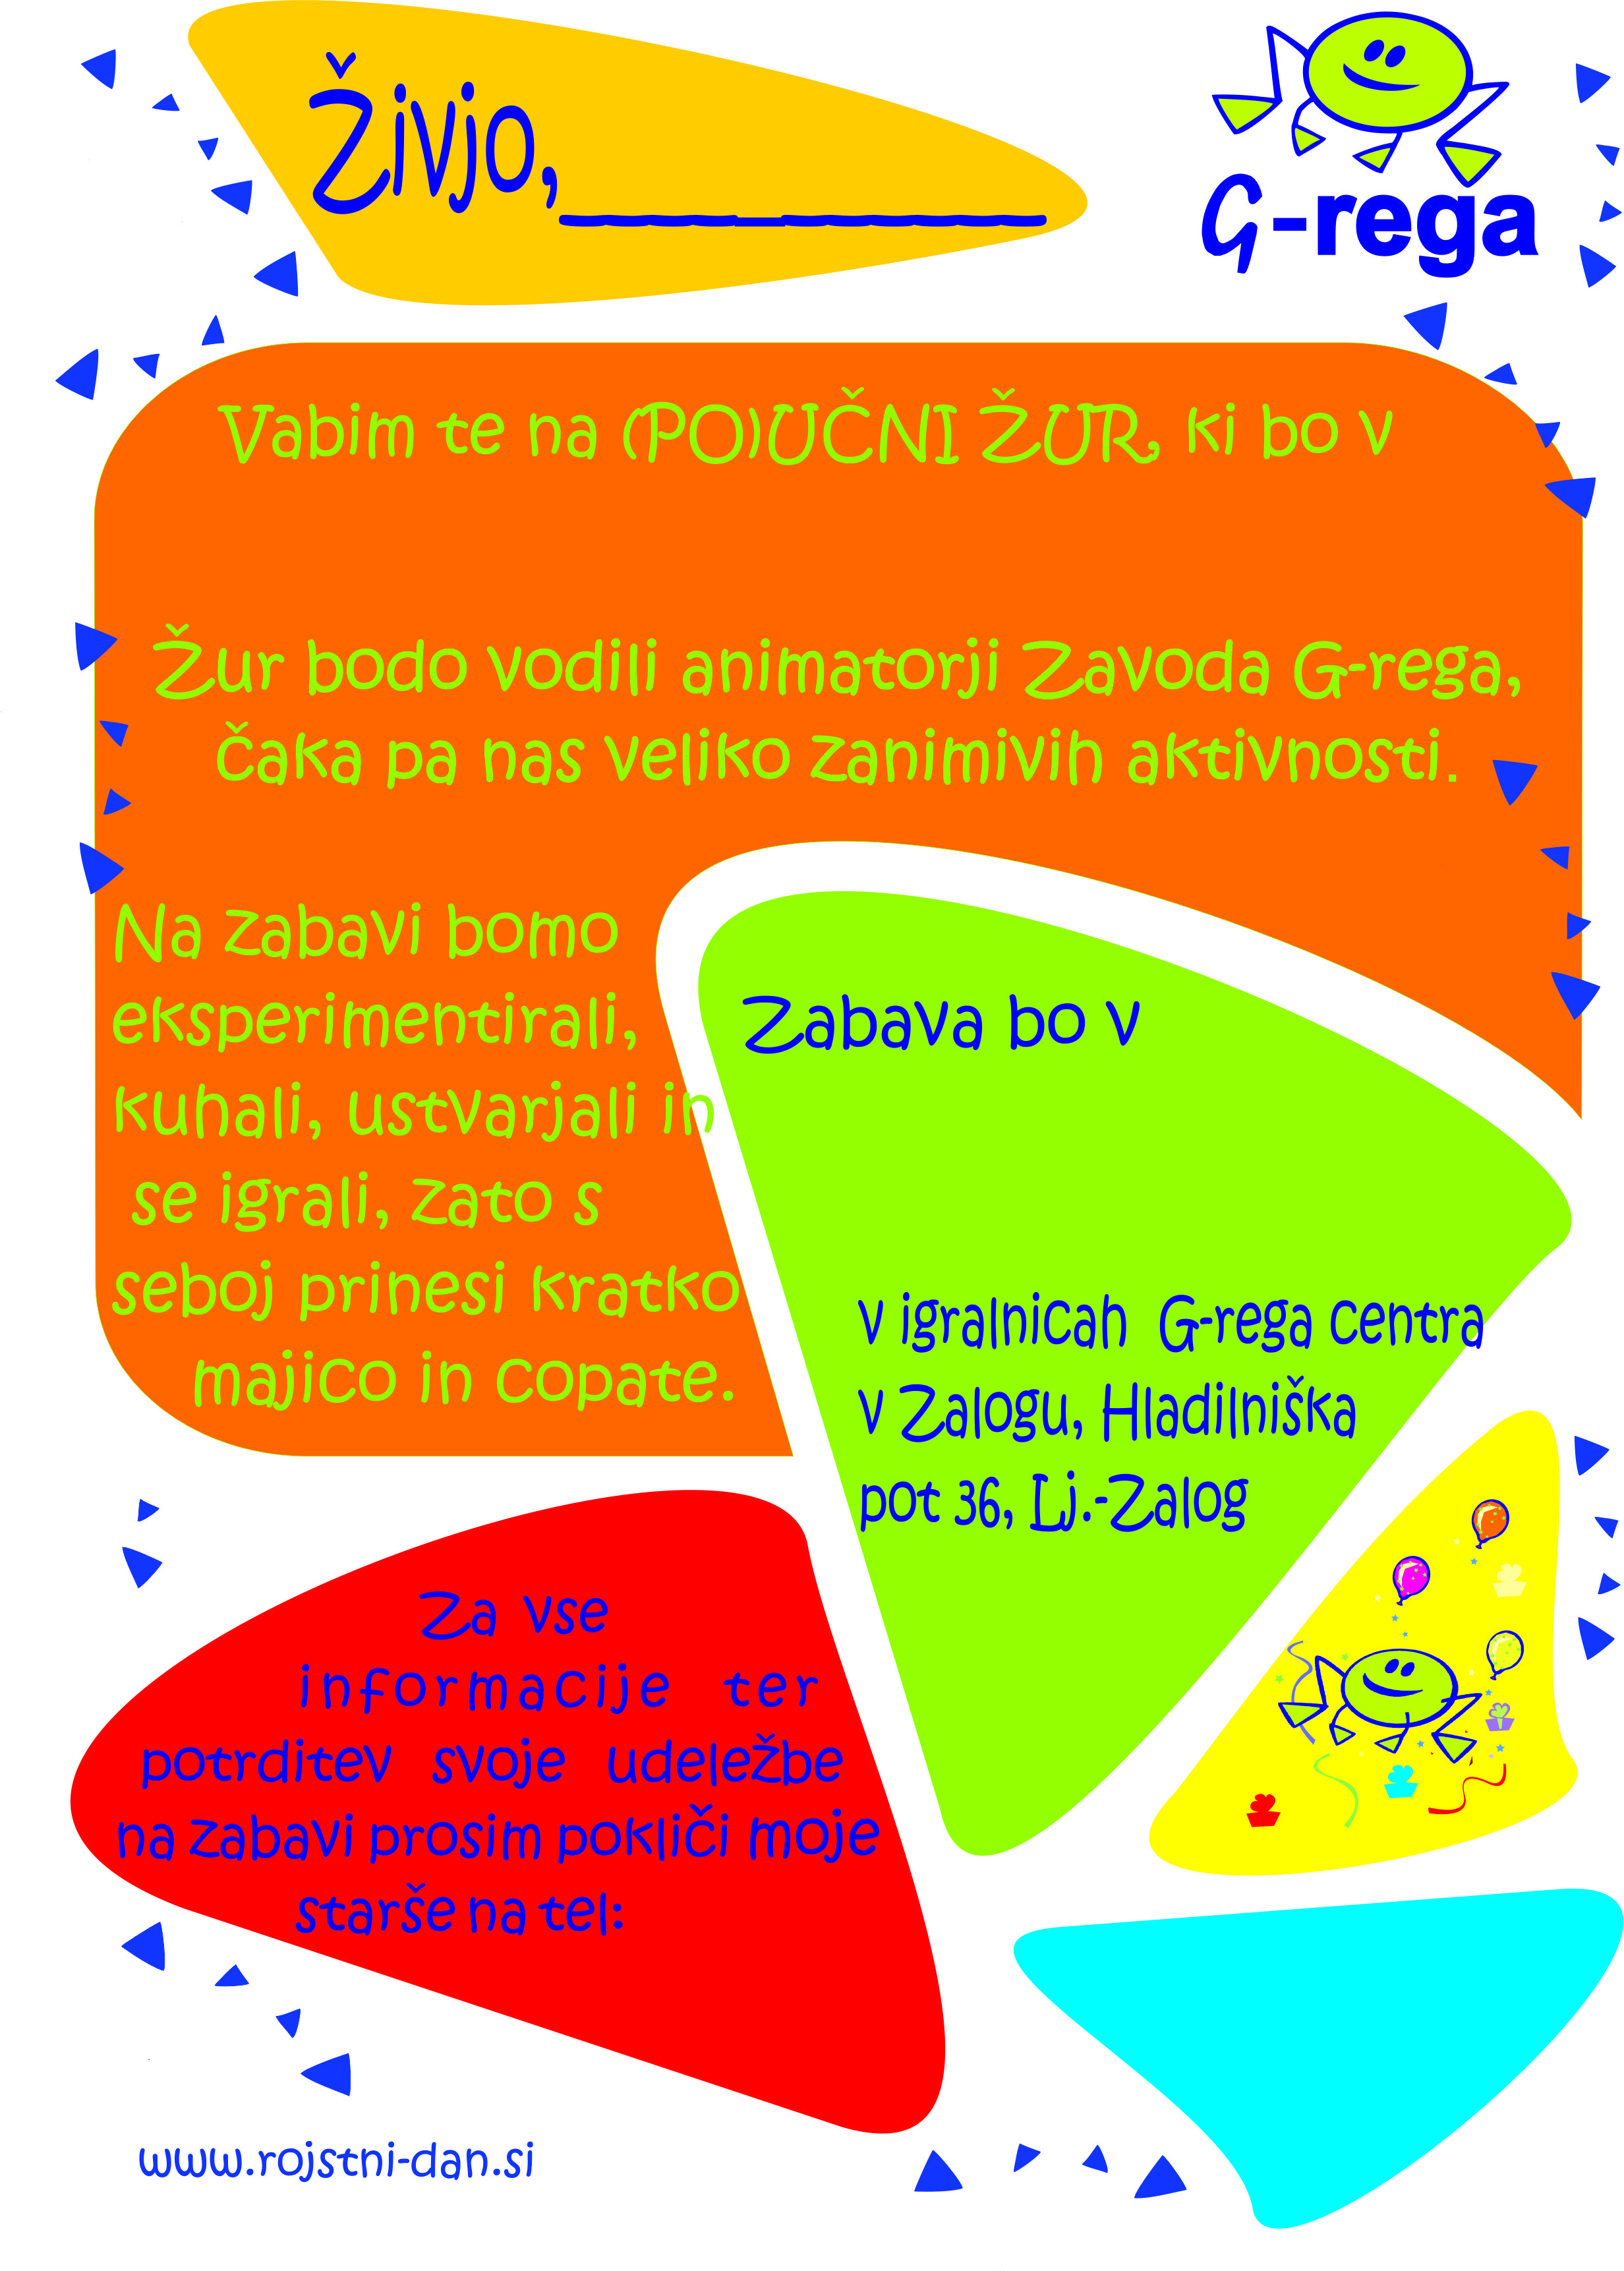 Živjo,____________
G-rega
Vabim te na (PO)UČNI ŽUR, ki bo v
Žur bodo vodili animatorji Zavoda G-rega,
Čaka pa nas veliko zanimivih aktivnosti.
Na zabavi bomo
eksperimentirali,
kuhali, ustvarjali in
se igrali, zato s
seboj prinesi kratko
majico in copate.
Zabava bo v
v igralnicah G-rega centra
v Zalogu, Hladilniška
pot 36, Lj.-Zalog
Za vse
informacije ter
potrditev svoje udeležbe
na zabavi prosim pokliči moje
starše na tel:
www.rojstni-dan.si